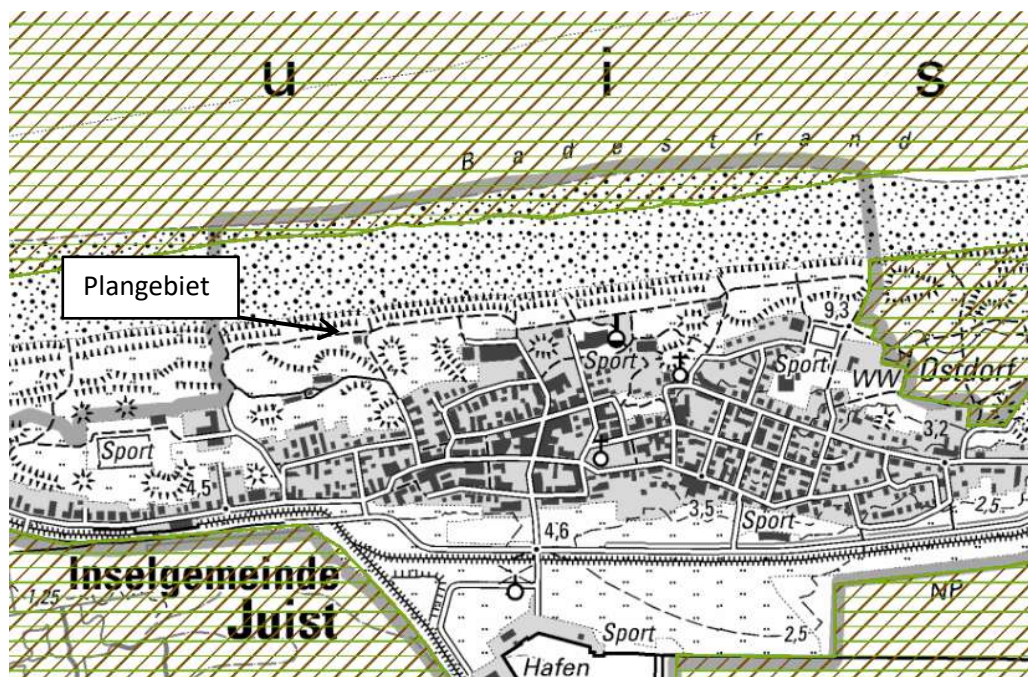 u i s
Badestrand
Plangebiet
9,3
Sport
Sport
WW
Ostdorf
3,2
Sport
4,5
2,5
3,5
Sport
4,6
Inselgemeinde
Juist
1,25
NP
Sport
2,5
Hafen